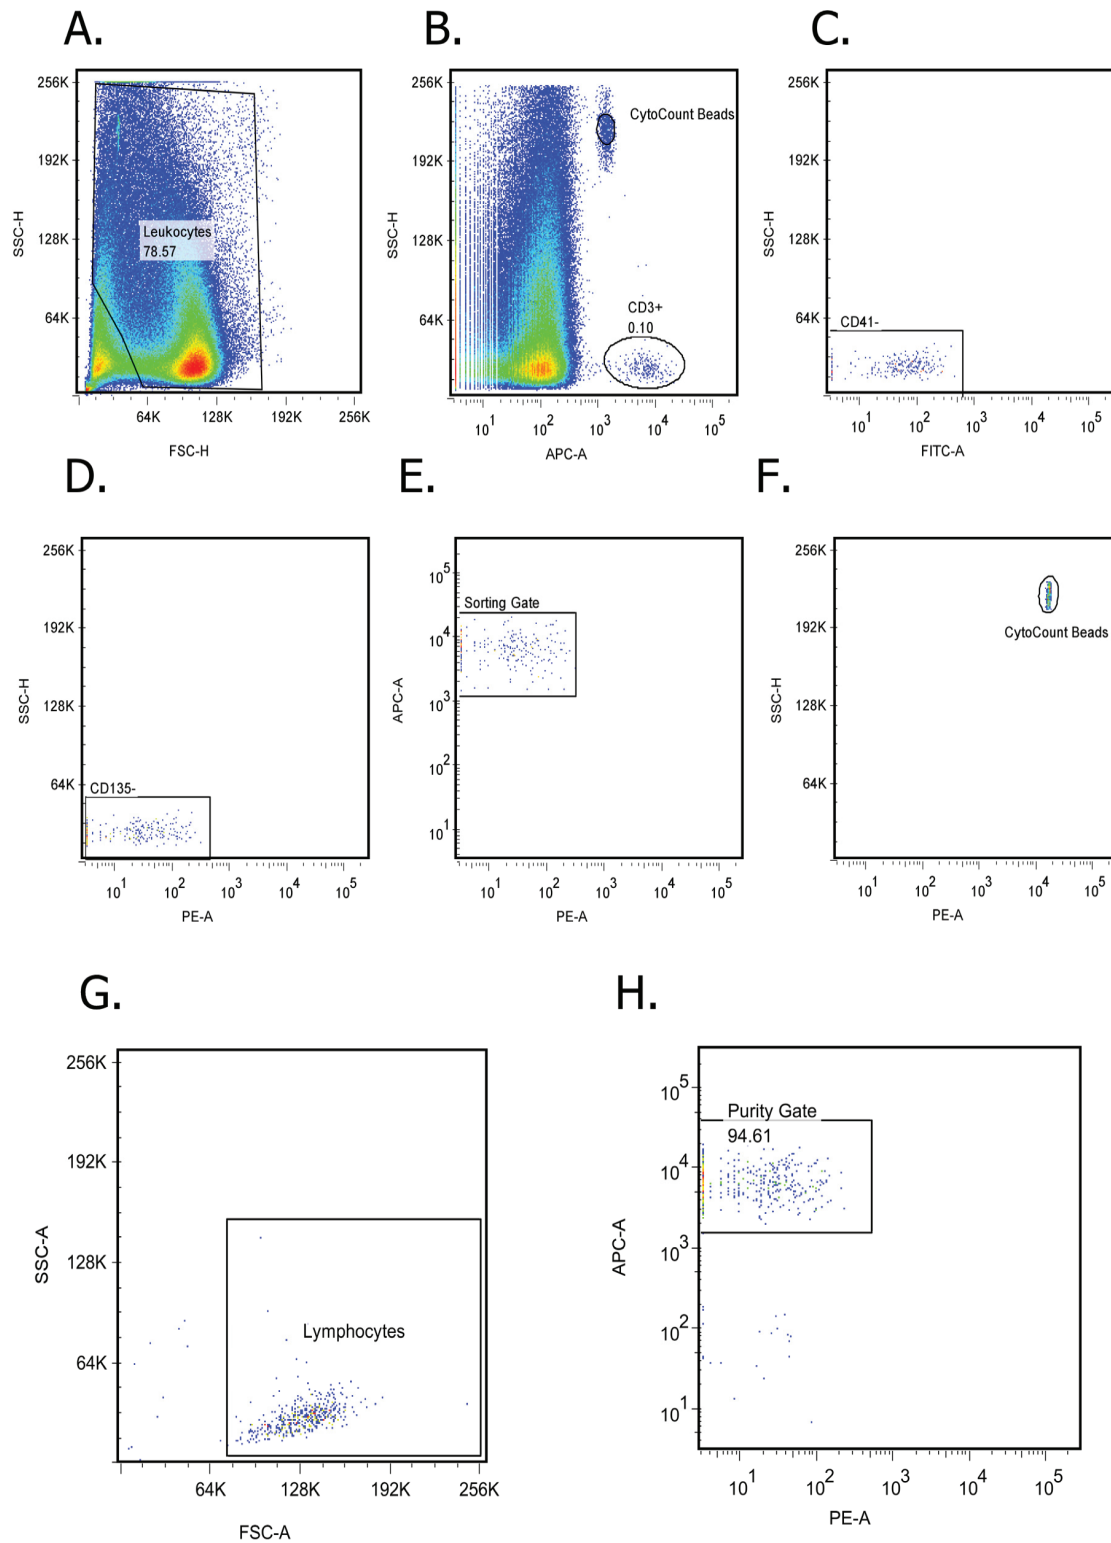 A.
B.
C.
256K
192K
128K
64K
SSC-H
Leukocytes
78.57
64K
128K
192K
256K
FSC-H
256K
192K
128K
64K
SSC-H
CytoCount Beads
CD3+
0.10
10^1
10^2
10^3
10^4
10^5
APC-A
256K
192K
128K
64K
SSC-H
CD41-
10^1
10^2
10^3
10^4
10^5
FITC-A
D.
E.
F.
256K
192K
128K
64K
SSC-H
CD135-
10^1
10^2
10^3
10^4
10^5
PE-A
10^5
10^4
10^3
10^2
10^1
APC-A
Sorting Gate
10^1
10^2
10^3
10^4
10^5
PE-A
256K
192K
128K
64K
SSC-H
CytoCount Beads
10^1
10^2
10^3
10^4
10^5
PE-A
G.
H.
256K
192K
128K
64K
SSC-A
Lymphocytes
64K
128K
192K
256K
FSC-A
10^5
10^4
10^3
10^2
10^1
APC-A
Purity Gate
94.61
10^1
10^2
10^3
10^4
10^5
PE-A